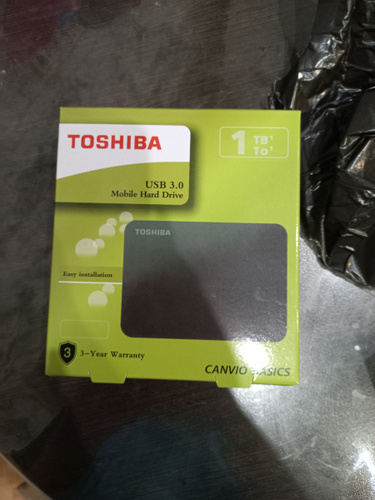 TOSHIBA
1 TB¹
To¹
USB 3.0
Mobile Hard Drive
TOSHIBA
Easy installation
3 3-Year Warranty
CANVIO BASICS